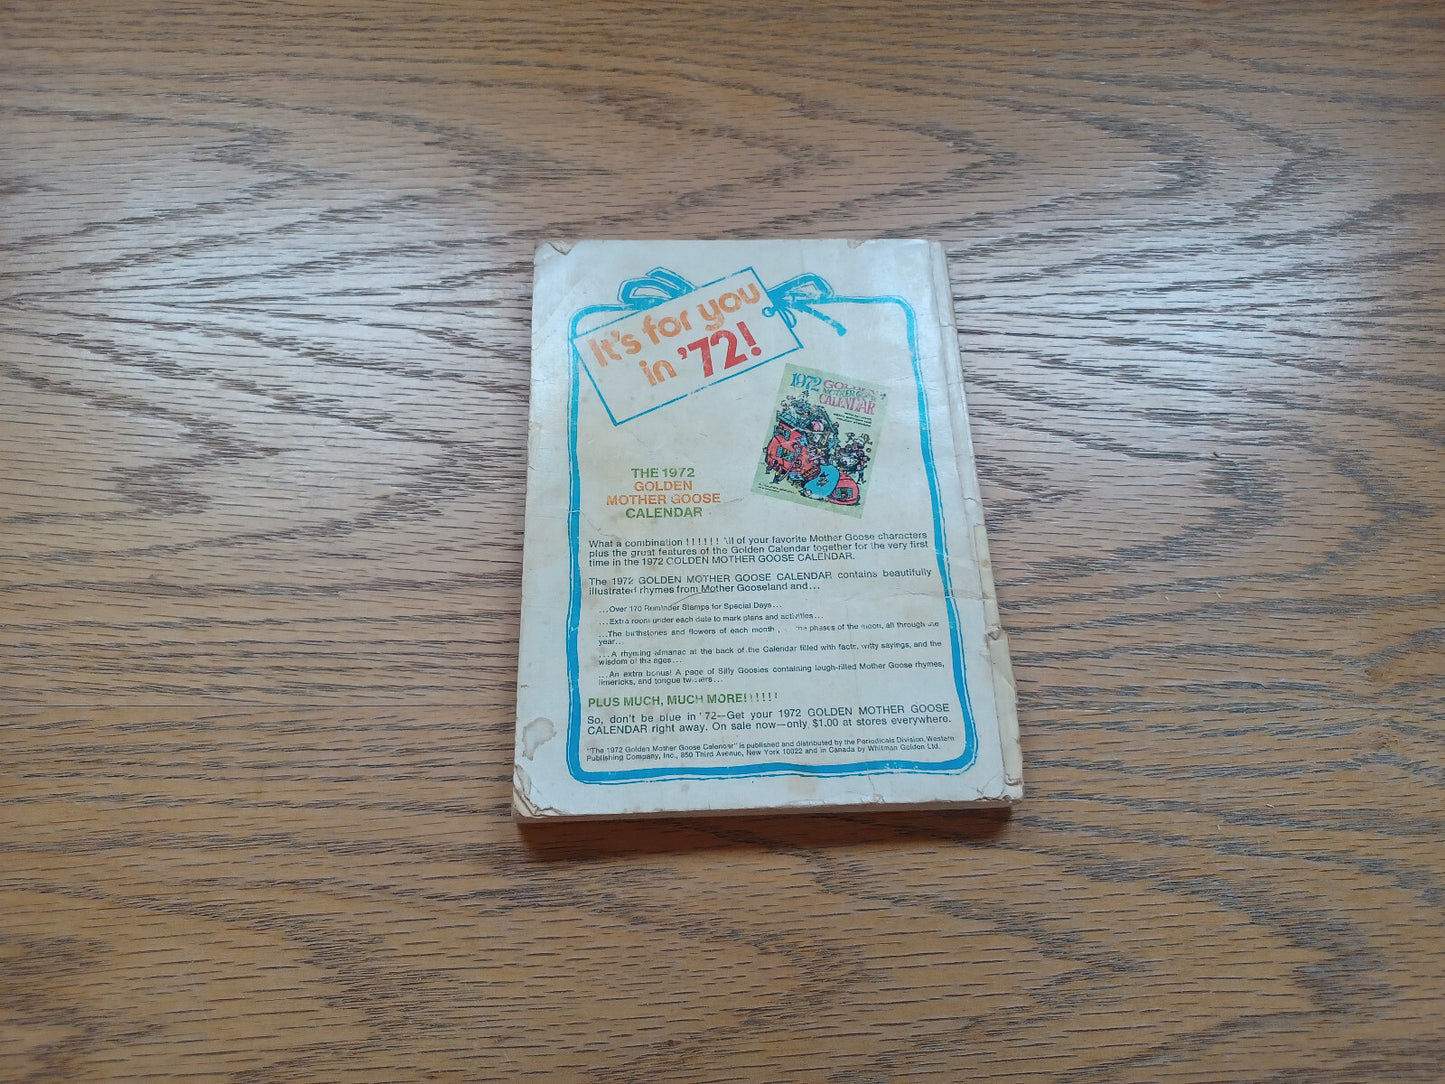 It's for you
in '72!
1972 GOLDEN
MOTHER GOOSE
CALENDAR
THE 1972
GOLDEN
MOTHER GOOSE
CALENDAR
What a combination !!!!!! All of your favorite Mother Goose characters
plus the great features of the Golden Calendar together for the very first
time in the 1972 GOLDEN MOTHER GOOSE CALENDAR.
The 1972 GOLDEN MOTHER GOOSE CALENDAR contains beautifully
illustrated rhymes from Mother Gooseland and...
...Over 170 Reminder Stamps for Special Days...
...Extra room under each date to mark plans and activities...
...The birthstones and flowers of each month, the phases of the moon, all through the
year...
...A rhyming almanac at the back of the Calendar filled with facts, witty sayings, and the
wisdom of the ages...
...An extra bonus! A page of Silly Goosies containing laugh-filled Mother Goose rhymes,
limericks, and tongue twisters...
PLUS MUCH, MUCH MORE!!!!!!
So, don't be blue in '72—Get your 1972 GOLDEN MOTHER GOOSE
CALENDAR right away. On sale now—only $1.00 at stores everywhere.
"The 1972 Golden Mother Goose Calendar" is published and distributed by the Periodicals Division, Western
Publishing Company, Inc., 850 Third Avenue, New York 10022 and in Canada by Whitman Golden Ltd.